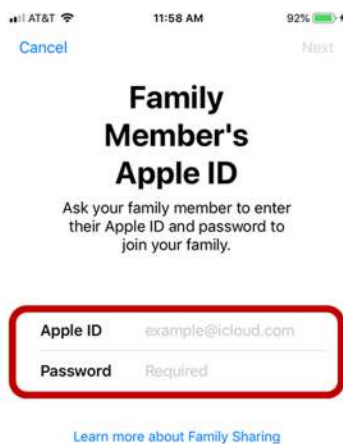 AT&T 11:58 AM 92%
Cancel Next
Family
Member's
Apple ID
Ask your family member to enter
their Apple ID and password to
join your family.
Apple ID example@icloud.com
Password Required
Learn more about Family Sharing